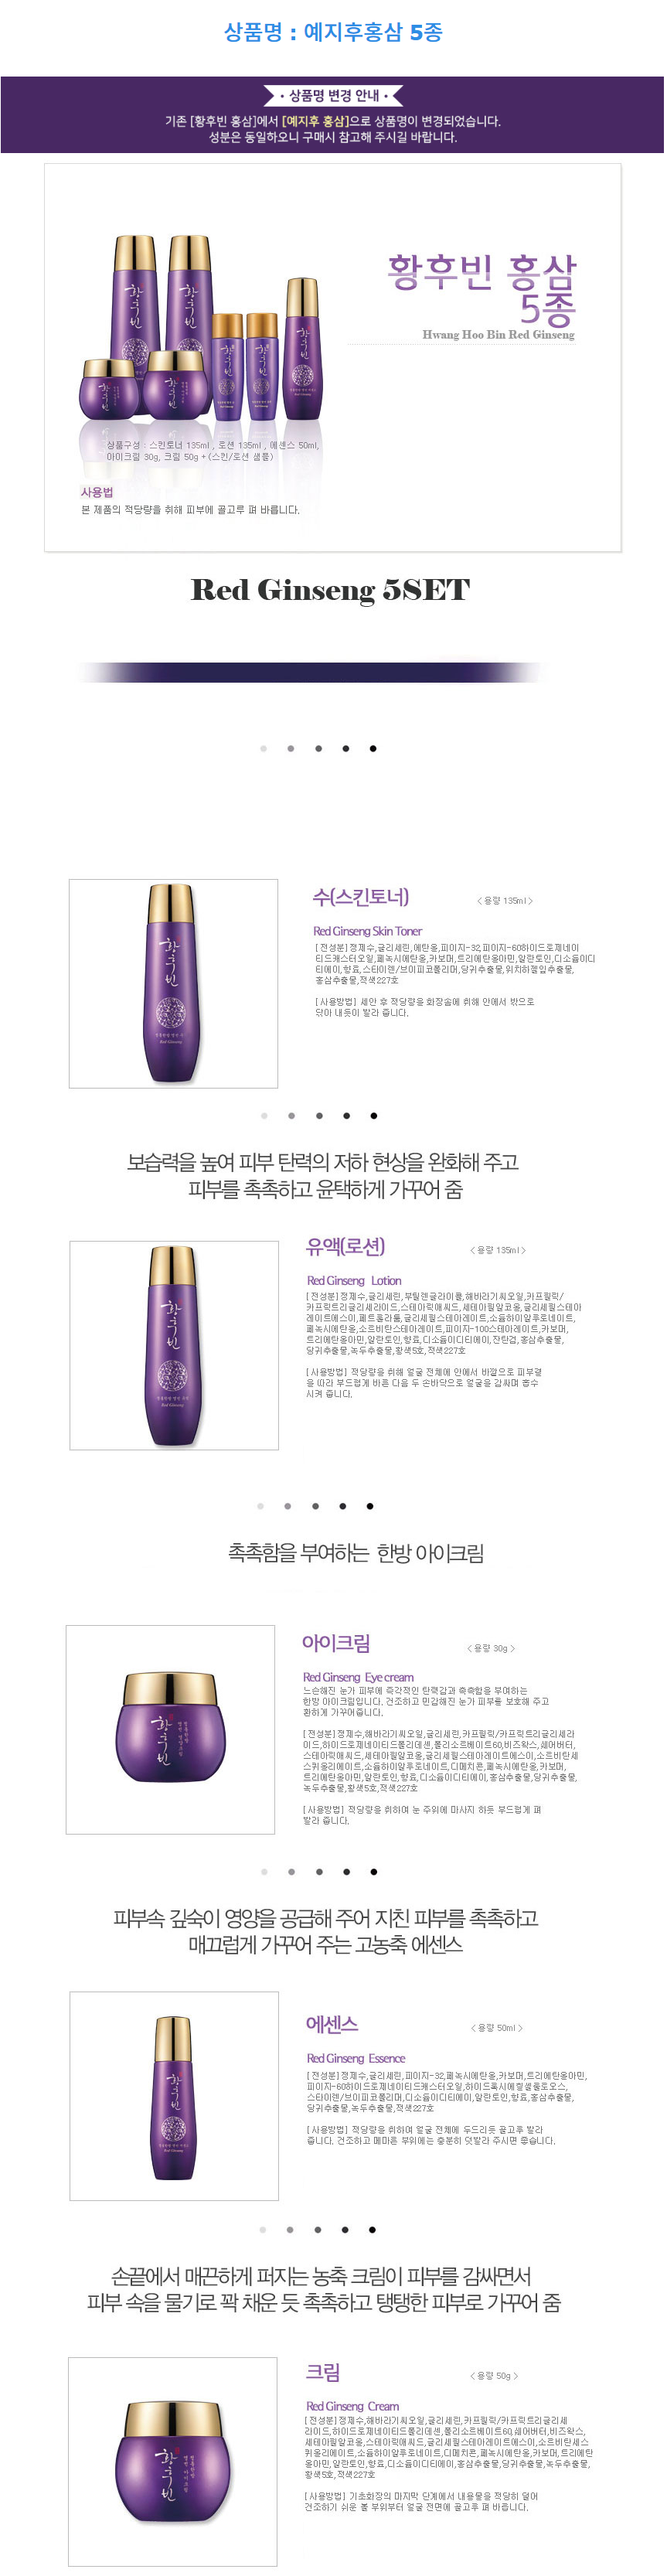 상품명 : 예지후홍삼 5종
· 상품명 변경 안내 ·
기존 [황후빈 홍삼]에서 [예지후 홍삼]으로 상품명이 변경되었습니다.
성분은 동일하오니 구매시 참고해 주시길 바랍니다.
황후빈 홍삼
5종
Hwang Hoo Bin Red Ginseng
황후빈
상품구성 : 스킨토너 135ml , 로션 135ml , 에센스 50ml,
아이크림 30g, 크림 50g + (스킨/로션 샘플)
사용법
본 제품의 적당량을 취해 피부에 골고루 펴 바릅니다.
Red Ginseng 5SET
황후빈
Red Ginseng
수(스킨토너)
< 용량 135ml >
Red Ginseng Skin Toner
[전성분]정제수,글리세린,에탄올,피이지-32,피이지-60하이드로제네이
티드캐스터오일,페녹시에탄올,카보머,트리에탄올아민,알란토인,디소듐이디
티에이,향료,스타이렌/브이피코폴리머,당귀추출물,위치하젤잎추출물,
홍삼추출물,적색227호
[사용방법] 세안 후 적당량을 화장솜에 취해 안에서 밖으로
닦아 내듯이 발라 줍니다.
보습력을 높여 피부 탄력의 저하 현상을 완화해 주고
피부를 촉촉하고 윤택하게 가꾸어 줌
황후빈
Red Ginseng
유액(로션)
< 용량 135ml >
Red Ginseng Lotion
[전성분]정제수,글리세린,부틸렌글라이콜,해바라기씨오일,카프릴릭/
카프릭트리글리세라이드,스테아릭애씨드,세테아릴알코올,글리세릴스테아
레이트에스이,페트롤라툼,글리세릴스테아레이트,소듐하이알루로네이트,
페녹시에탄올,소르비탄스테아레이트,피이지-100스테아레이트,카보머,
트리에탄올아민,알란토인,향료,디소듐이디티에이,잔탄검,홍삼추출물,
당귀추출물,녹두추출물,황색5호,적색227호
[사용방법] 적당량을 취해 얼굴 전체에 안에서 바깥으로 피부결
을 따라 부드럽게 바른 다음 두 손바닥으로 얼굴을 감싸며 흡수
시켜 줍니다.
촉촉함을 부여하는 한방 아이크림
황후빈
아이크림
< 용량 30g >
Red Ginseng Eye cream
느슨해진 눈가 피부에 즉각적인 탄력감과 촉촉함을 부여하는
한방 아이크림입니다. 건조하고 민감해진 눈가 피부를 보호해 주고
환하게 가꾸어줍니다.
[전성분]정제수,해바라기씨오일,글리세린,카프릴릭/카프릭트리글리세라
이드,하이드로제네이티드폴리데센,폴리소르베이트60,비즈왁스,쉐어버터,
스테아릭애씨드,세테아릴알코올,글리세릴스테아레이트에스이,소르비탄세
스퀴올리에이트,소듐하이알루로네이트,디메치콘,페녹시에탄올,카보머,
트리에탄올아민,알란토인,향료,디소듐이디티에이,홍삼추출물,당귀추출물,
녹두추출물,황색5호,적색227호
[사용방법] 적당량을 취하여 눈 주위에 마사지 하듯 부드럽게 펴
발라 줍니다.
피부속 깊숙이 영양을 공급해 주어 지친 피부를 촉촉하고
매끄럽게 가꾸어 주는 고농축 에센스
황후빈
Red Ginseng
에센스
< 용량 50ml >
Red Ginseng Essence
[전성분]정제수,글리세린,피이지-32,페녹시에탄올,카보머,트리에탄올아민,
피이지-60하이드로제네이티드캐스터오일,하이드록시에칠셀룰로오스,
스타이렌/브이피코폴리머,디소듐이디티에이,알란토인,향료,홍삼추출물,
당귀추출물,녹두추출물,적색227호
[사용방법] 적당량을 취하여 얼굴 전체에 두드리듯 골고루 발라
줍니다. 건조하고 메마른 부위에는 충분히 덧발라 주시면 좋습니다.
손끝에서 매끈하게 퍼지는 농축 크림이 피부를 감싸면서
피부 속을 물기로 꽉 채운 듯 촉촉하고 탱탱한 피부로 가꾸어 줌
황후빈
크림
< 용량 50g >
Red Ginseng Cream
[전성분]정제수,해바라기씨오일,글리세린,카프릴릭/카프릭트리글리세
라이드,하이드로제네이티드폴리데센,폴리소르베이트60,쉐어버터,비즈왁스,
세테아릴알코올,스테아릭애씨드,글리세릴스테아레이트에스이,소르비탄세스
퀴올리에이트,소듐하이알루로네이트,디메치콘,페녹시에탄올,카보머,트리에탄
올아민,알란토인,향료,디소듐이디티에이,홍삼추출물,당귀추출물,녹두추출물,
황색5호,적색227호
[사용방법] 기초화장의 마지막 단계에서 내용물을 적당히 덜어
건조하기 쉬운 볼 부위부터 얼굴 전면에 골고루 펴 바릅니다.